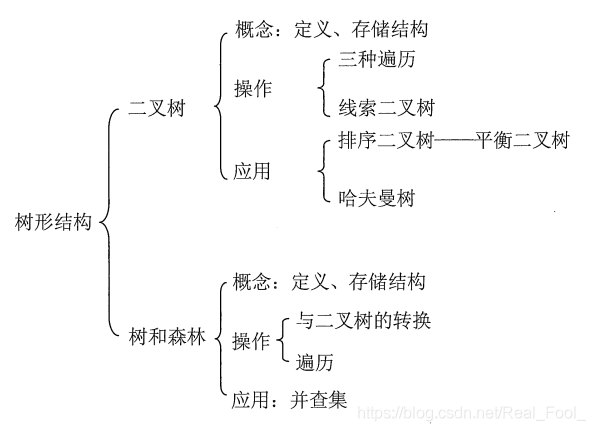 概念：定义、存储结构
三种遍历
操作
二叉树
线索二叉树
排序二叉树——平衡二叉树
应用
哈夫曼树
树形结构
概念：定义、存储结构
与二叉树的转换
树和森林
操作
遍历
应用：并查集
https://blog.csdn.net/Real_Fool_